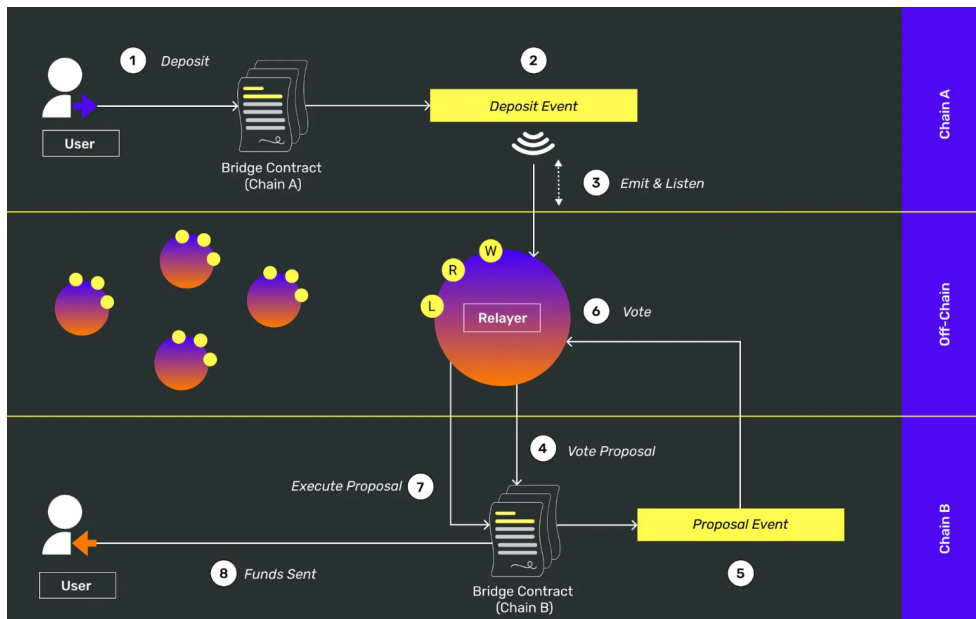 1 Deposit
2
User
Bridge Contract
(Chain A)
Deposit Event
3 Emit & Listen
Chain A
W
R
L
Relayer
6 Vote
Off-Chain
4 Vote Proposal
Execute Proposal 7
User
8 Funds Sent
Bridge Contract
(Chain B)
Proposal Event
5
Chain B